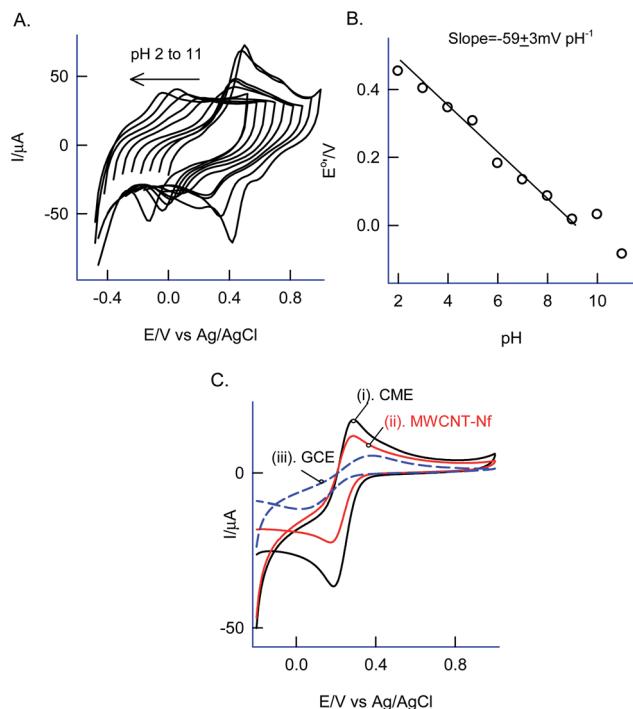 A.
pH 2 to 11
50
0
-50
I/µA
-0.4
0.0
0.4
0.8
E/V vs Ag/AgCl
B.
Slope=-59±3mV pH⁻¹
0.4
0.2
0.0
E°'/V
2
4
6
8
10
pH
C.
(i). CME
(ii). MWCNT-Nf
(iii). GCE
0
-50
I/µA
0.0
0.4
0.8
E/V vs Ag/AgCl